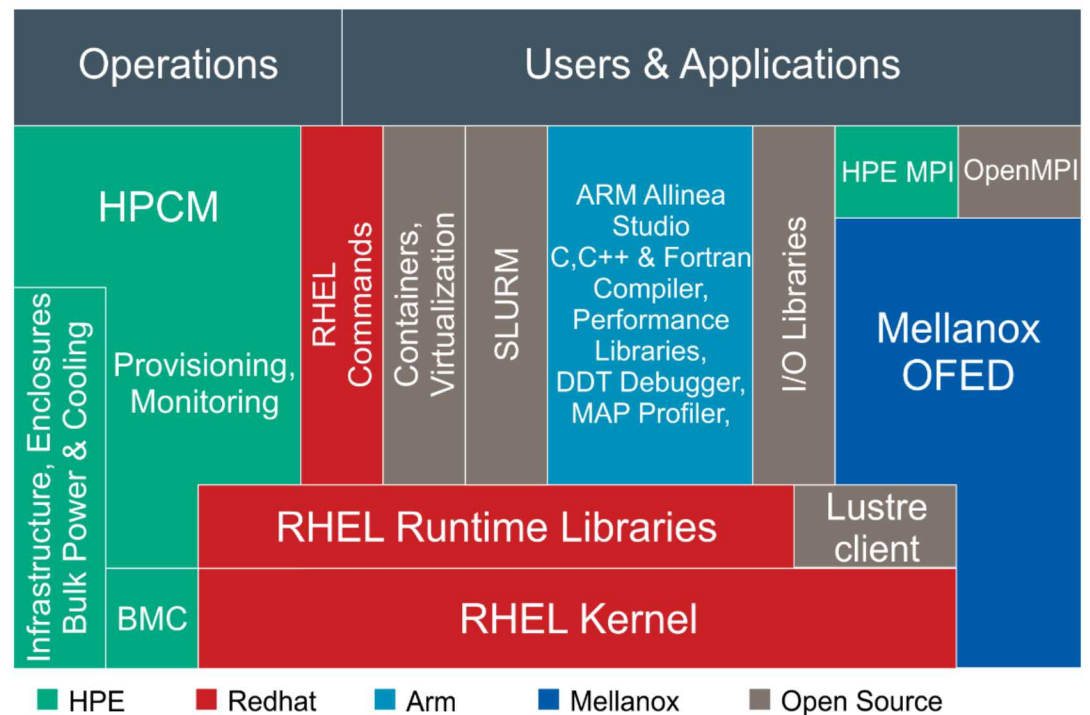 Operations
Users & Applications
HPCM
Infrastructure, Enclosures
Bulk Power & Cooling
Provisioning,
Monitoring
BMC
RHEL
Commands
Containers,
Virtualization
SLURM
ARM Allinea
Studio
C,C++ & Fortran
Compiler,
Performance
Libraries,
DDT Debugger,
MAP Profiler,
I/O Libraries
HPE MPI
OpenMPI
Mellanox
OFED
RHEL Runtime Libraries
Lustre
client
RHEL Kernel
HPE
Redhat
Arm
Mellanox
Open Source